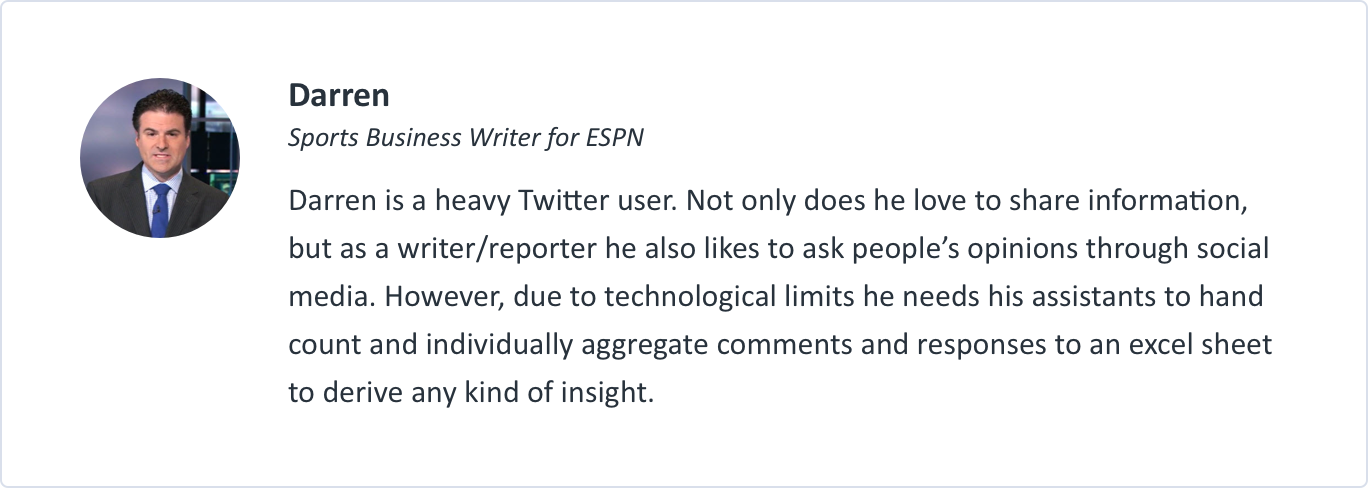 Darren
Sports Business Writer for ESPN
Darren is a heavy Twitter user. Not only does he love to share information,
but as a writer/reporter he also likes to ask people’s opinions through social
media. However, due to technological limits he needs his assistants to hand
count and individually aggregate comments and responses to an excel sheet
to derive any kind of insight.